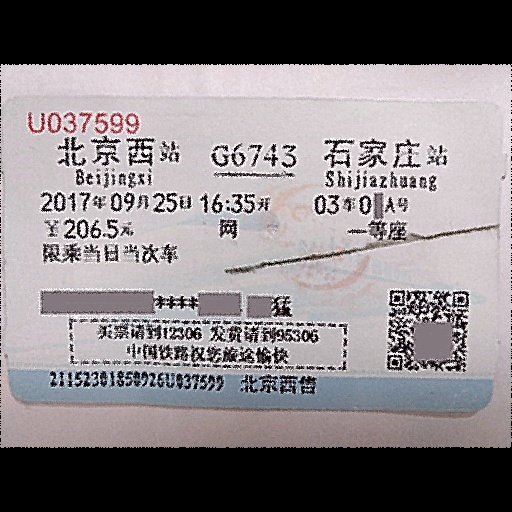 U037599
北京西站 G6743 石家庄站
Beijingxi Shijiazhuang
2017年09月25日 16:35开 03车0 A号
￥206.5元 网 一等座
限乘当日当次车
**** 猛
买票请到12306 发货请到95306
中国铁路祝您旅途愉快
21152301850926U037599 北京西售